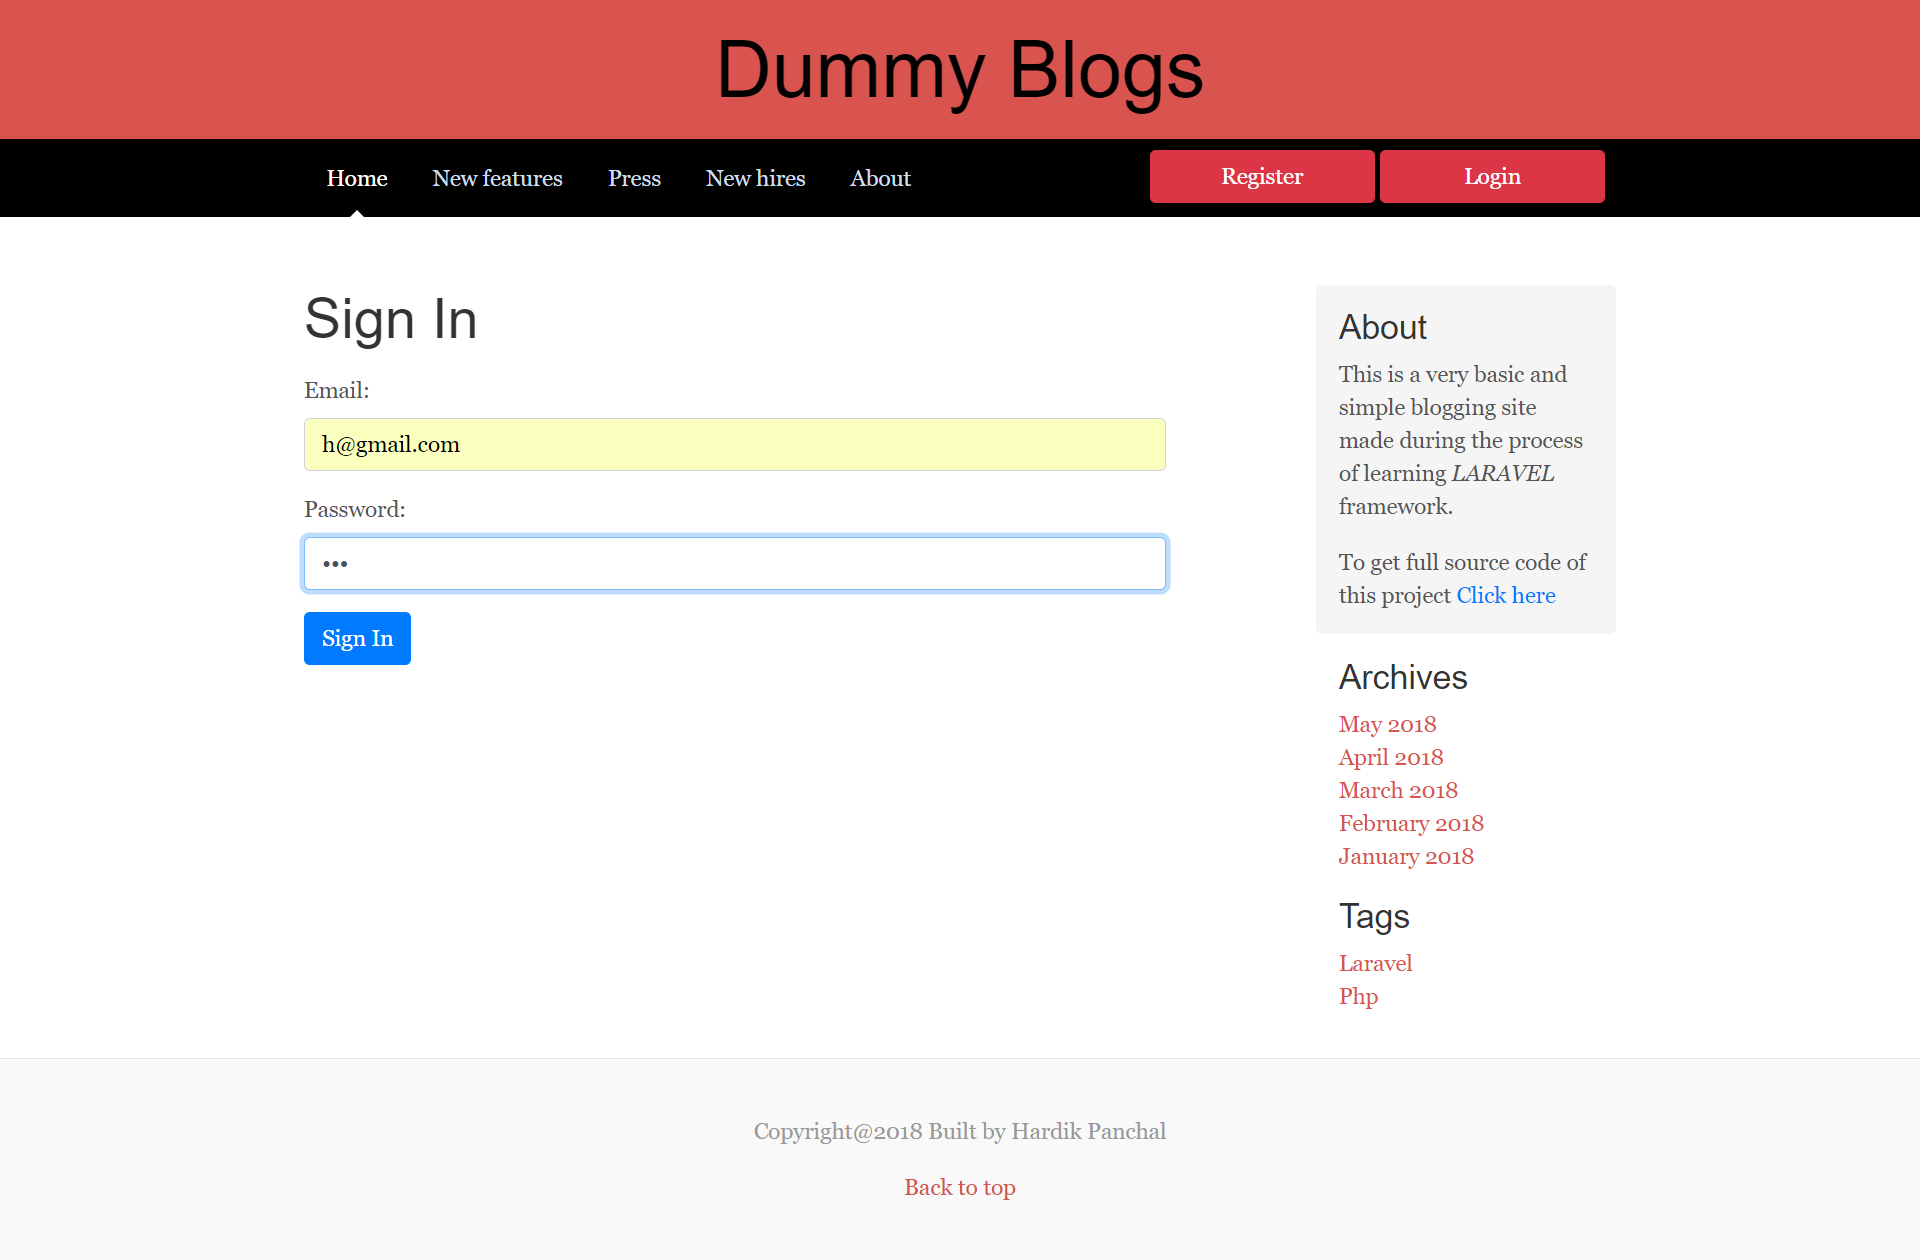 Dummy Blogs
Home New features Press New hires About Register Login
Sign In
Email:
h@gmail.com
Password:
•••
Sign In
About
This is a very basic and
simple blogging site
made during the process
of learning LARAVEL
framework.
To get full source code of
this project Click here
Archives
May 2018
April 2018
March 2018
February 2018
January 2018
Tags
Laravel
Php
Copyright@2018 Built by Hardik Panchal
Back to top